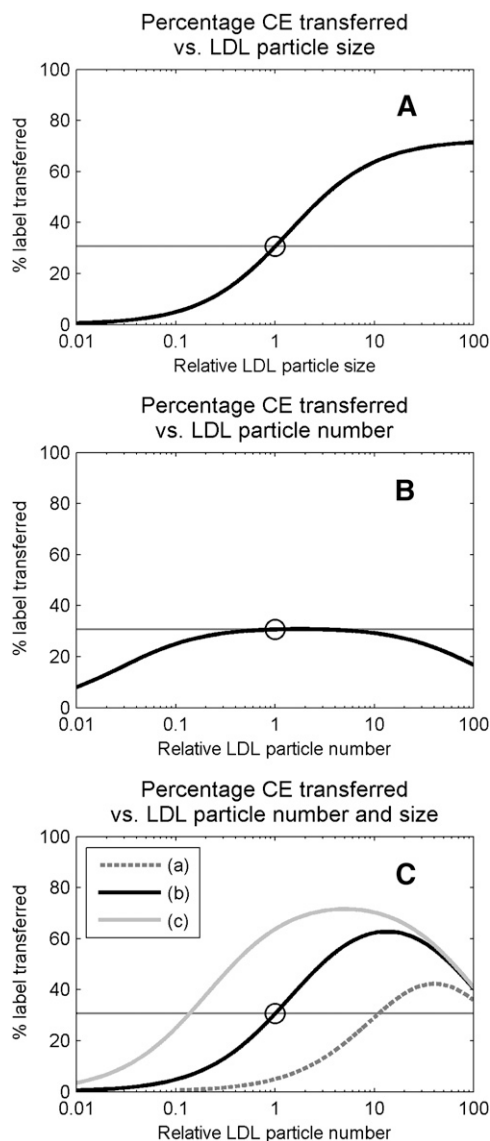 Percentage CE transferred
vs. LDL particle size
A
% label transferred
100
80
60
40
20
0
0.01 0.1 1 10 100
Relative LDL particle size
Percentage CE transferred
vs. LDL particle number
B
% label transferred
100
80
60
40
20
0
0.01 0.1 1 10 100
Relative LDL particle number
Percentage CE transferred
vs. LDL particle number and size
(a)
(b)
(c)
C
% label transferred
100
80
60
40
20
0
0.01 0.1 1 10 100
Relative LDL particle number